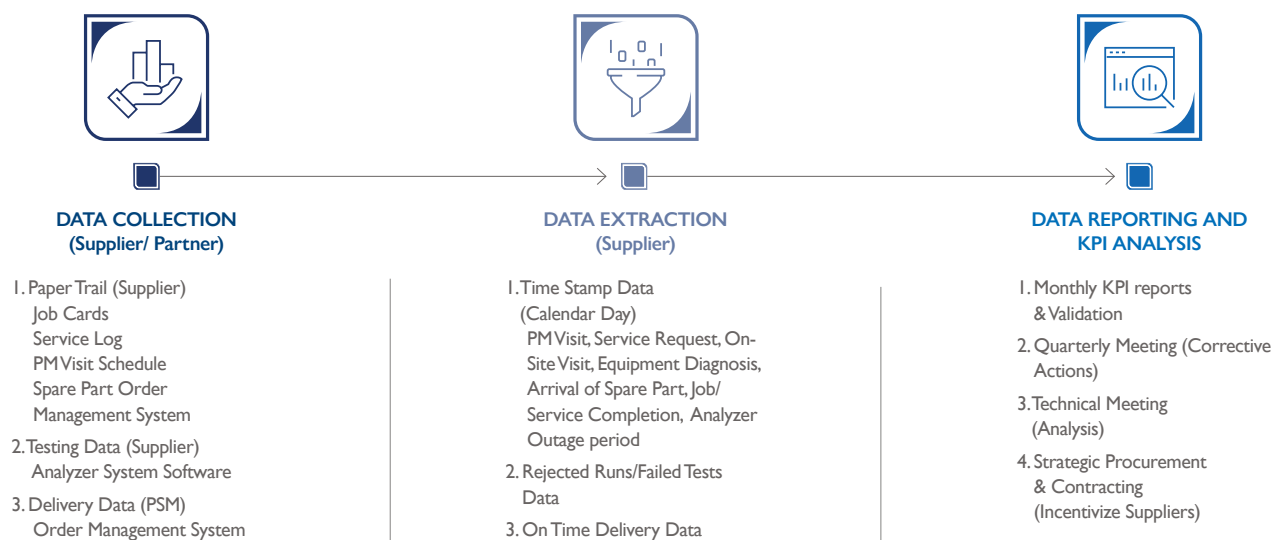 DATA COLLECTION
(Supplier/ Partner)
1. Paper Trail (Supplier)
Job Cards
Service Log
PM Visit Schedule
Spare Part Order
Management System
2. Testing Data (Supplier)
Analyzer System Software
3. Delivery Data (PSM)
Order Management System
DATA EXTRACTION
(Supplier)
1. Time Stamp Data
(Calendar Day)
PM Visit, Service Request, On-
Site Visit, Equipment Diagnosis,
Arrival of Spare Part, Job/
Service Completion, Analyzer
Outage period
2. Rejected Runs/Failed Tests
Data
3. On Time Delivery Data
DATA REPORTING AND
KPI ANALYSIS
1. Monthly KPI reports
& Validation
2. Quarterly Meeting (Corrective
Actions)
3. Technical Meeting
(Analysis)
4. Strategic Procurement
& Contracting
(Incentivize Suppliers)